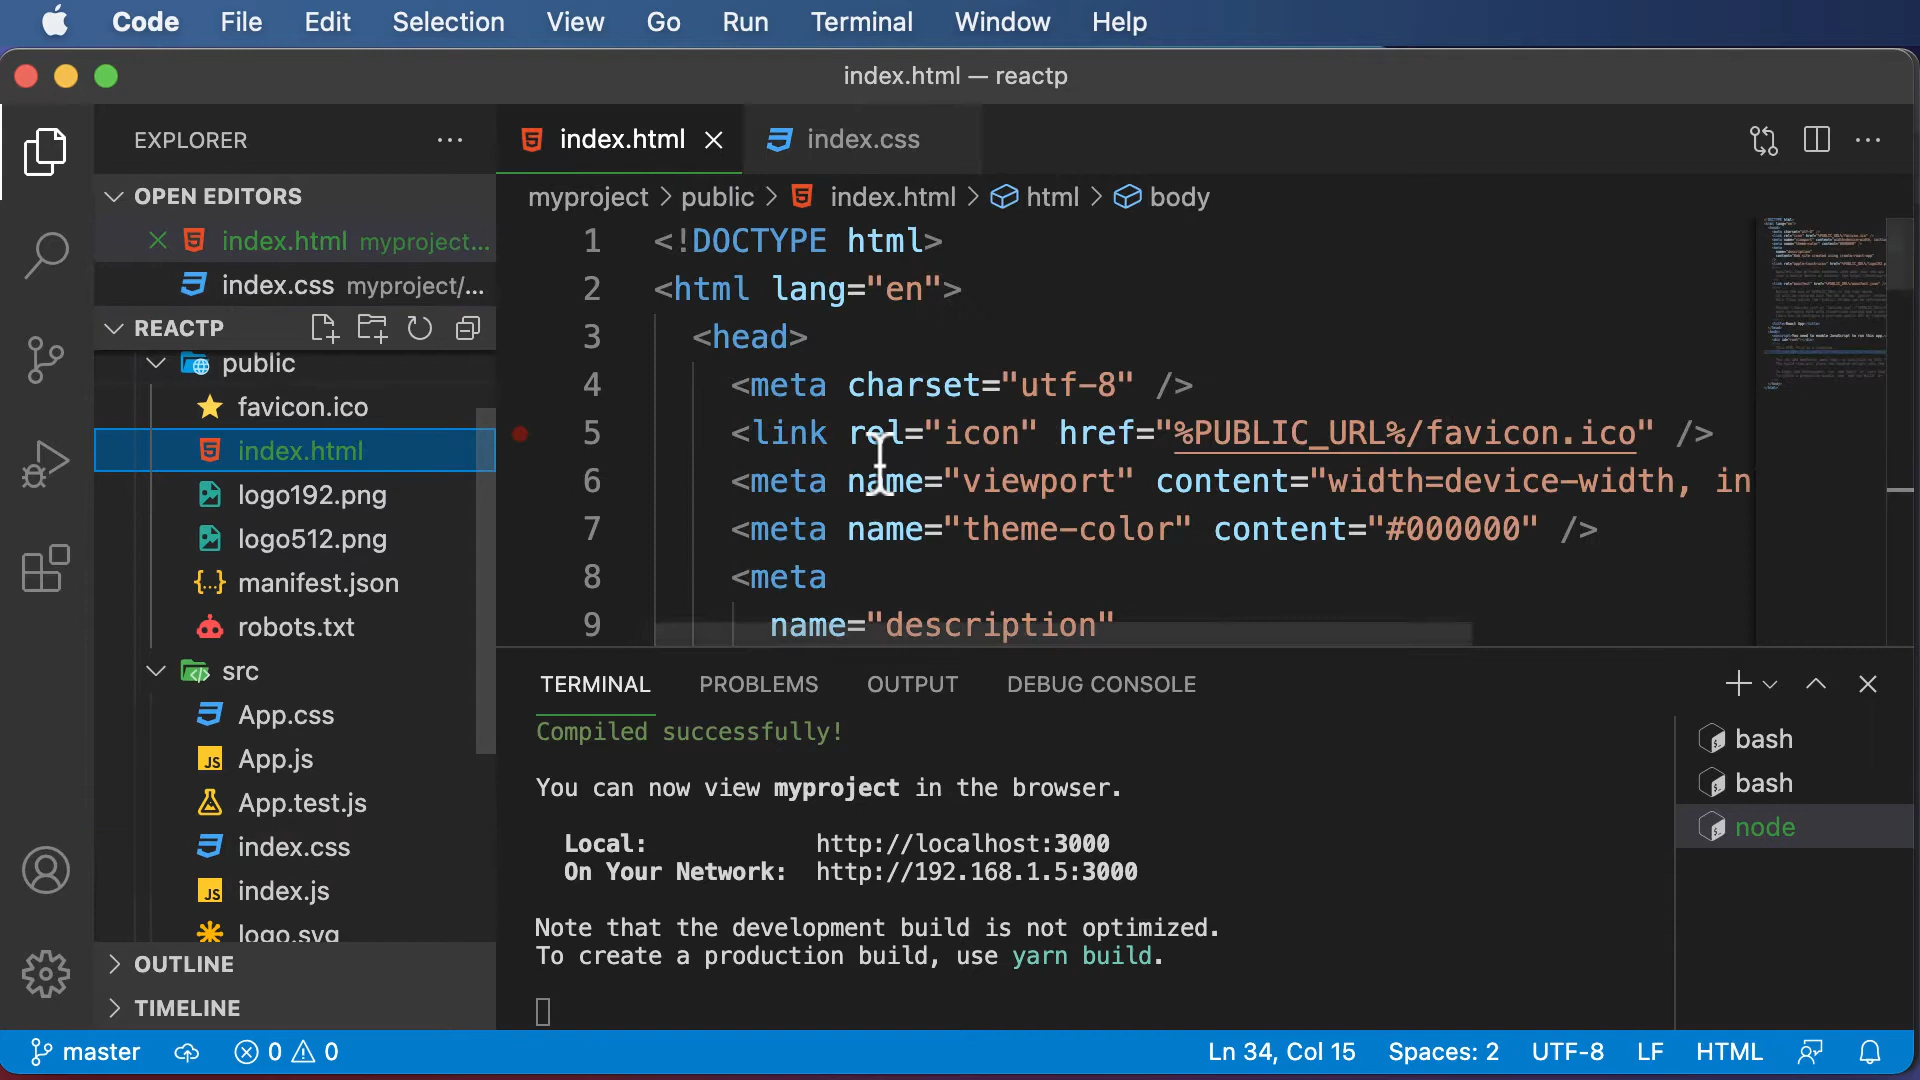 Code File Edit Selection View Go Run Terminal Window Help
index.html — reactp
EXPLORER
OPEN EDITORS
index.html myproject...
index.css myproject/...
REACTP
public
favicon.ico
index.html
logo192.png
logo512.png
manifest.json
robots.txt
src
App.css
App.js
App.test.js
index.css
index.js
logo.svg
OUTLINE
TIMELINE
index.html index.css
myproject > public > index.html > html > body
1 <!DOCTYPE html>
2 <html lang="en">
3 <head>
4 <meta charset="utf-8" />
5 <link rel="icon" href="%PUBLIC_URL%/favicon.ico" />
6 <meta name="viewport" content="width=device-width, in
7 <meta name="theme-color" content="#000000" />
8 <meta
9 name="description"
TERMINAL PROBLEMS OUTPUT DEBUG CONSOLE
Compiled successfully!
You can now view myproject in the browser.
Local: http://localhost:3000
On Your Network: http://192.168.1.5:3000
Note that the development build is not optimized.
To create a production build, use yarn build.
bash
bash
node
master 0 0 Ln 34, Col 15 Spaces: 2 UTF-8 LF HTML